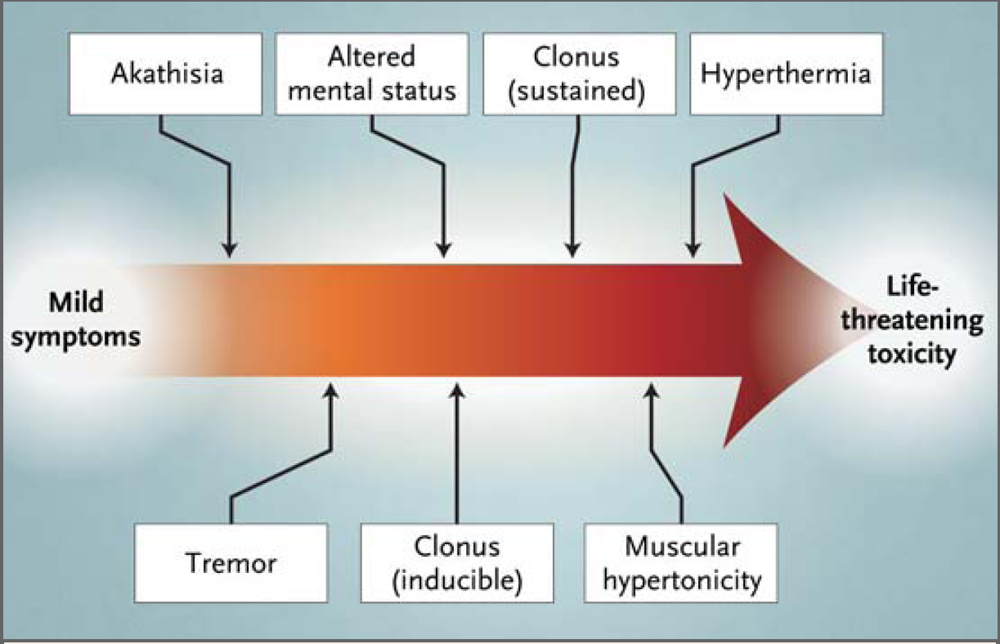 Akathisia
Altered
mental status
Clonus
(sustained)
Hyperthermia
Mild
symptoms
Life-
threatening
toxicity
Tremor
Clonus
(inducible)
Muscular
hypertonicity